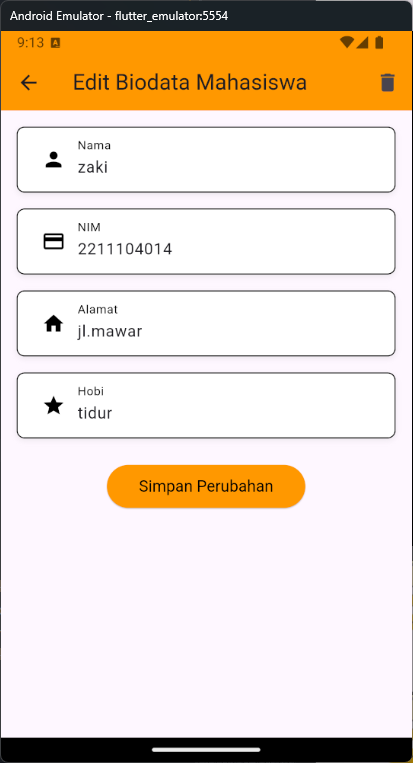 Android Emulator - flutter_emulator:5554
9:13 A
Edit Biodata Mahasiswa
Nama
zaki
NIM
2211104014
Alamat
jl.mawar
Hobi
tidur
Simpan Perubahan